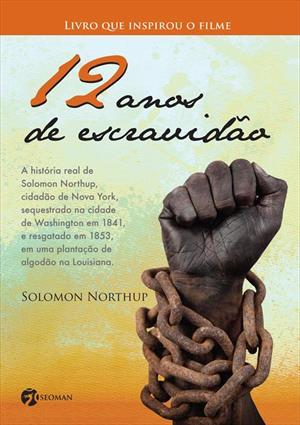 LIVRO QUE INSPIROU O FILME
12 anos
de escravidão
A história real de
Solomon Northup,
cidadão de Nova York,
sequestrado na cidade
de Washington em 1841,
e resgatado em 1853,
em uma plantação de
algodão na Louisiana.
SOLOMON NORTHUP
SEOMAN